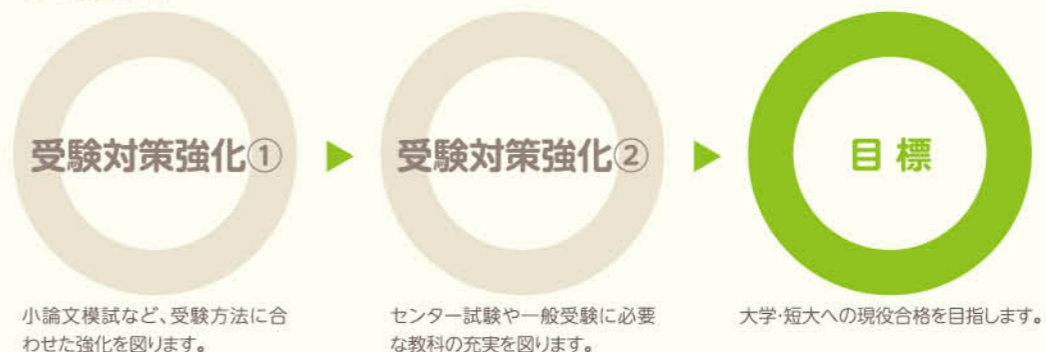 受験対策強化①
▶
受験対策強化②
▶
目標
小論文模試など、受験方法に合
わせた強化を図ります。
センター試験や一般受験に必要
な教科の充実を図ります。
大学・短大への現役合格を目指します。